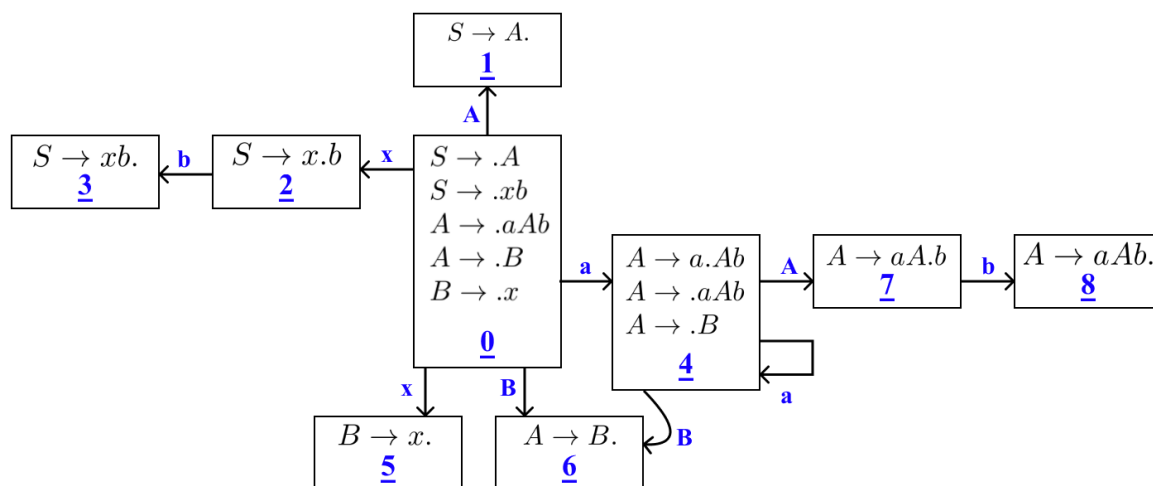 S → A.
1
A
S → xb.
3
b
S → x.b
2
x
S → .A
S → .xb
A → .aAb
A → .B
B → .x
0
a
A → a.Ab
A → .aAb
A → .B
4
A
A → aA.b
7
b
A → aAb.
8
a
x
B
B
B → x.
5
A → B.
6